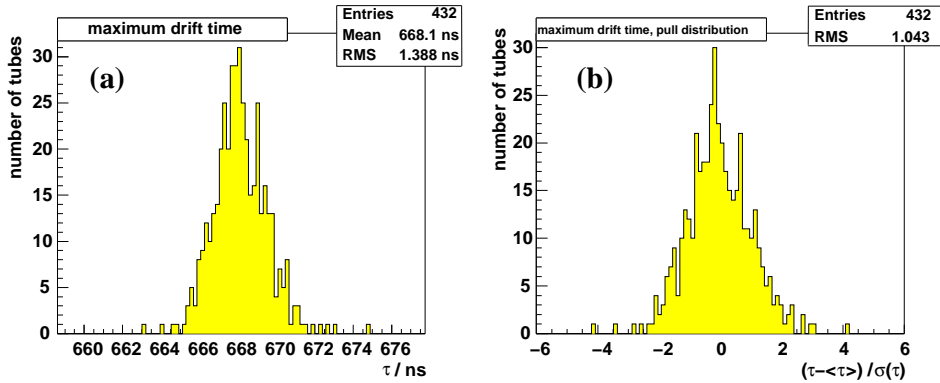 maximum drift time
Entries 432
Mean 668.1 ns
RMS 1.388 ns
(a)
number of tubes
30
25
20
15
10
5
0
660 662 664 666 668 670 672 674 676
τ / ns
maximum drift time, pull distribution
Entries 432
RMS 1.043
(b)
number of tubes
30
25
20
15
10
5
0
−6 −4 −2 0 2 4 6
(τ−<τ>) /σ(τ)